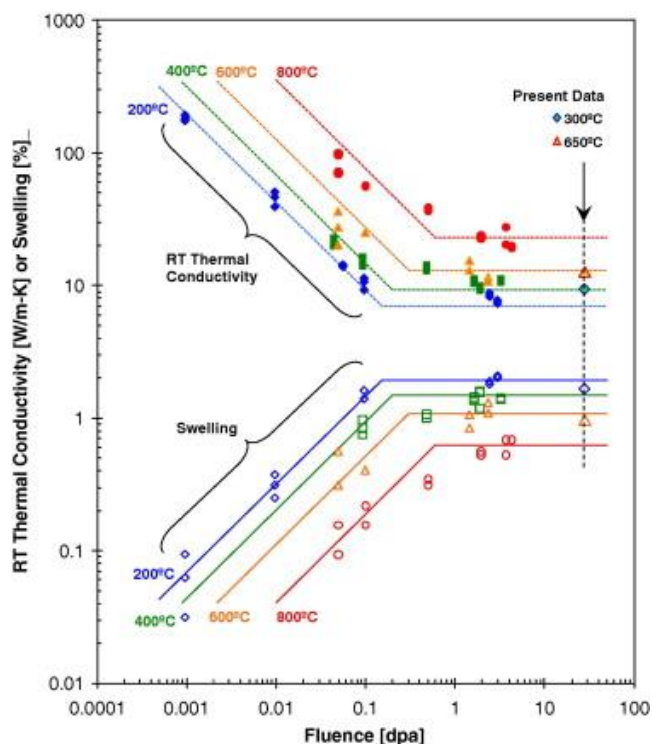 1000
100
10
1
0.1
0.01
RT Thermal Conductivity [W/m-K] or Swelling [%]_
400ºC
600ºC
800ºC
200ºC
Present Data
300ºC
650ºC
RT Thermal
Conductivity
Swelling
200ºC
400ºC
600ºC
800ºC
0.0001
0.001
0.01
0.1
1
10
100
Fluence [dpa]